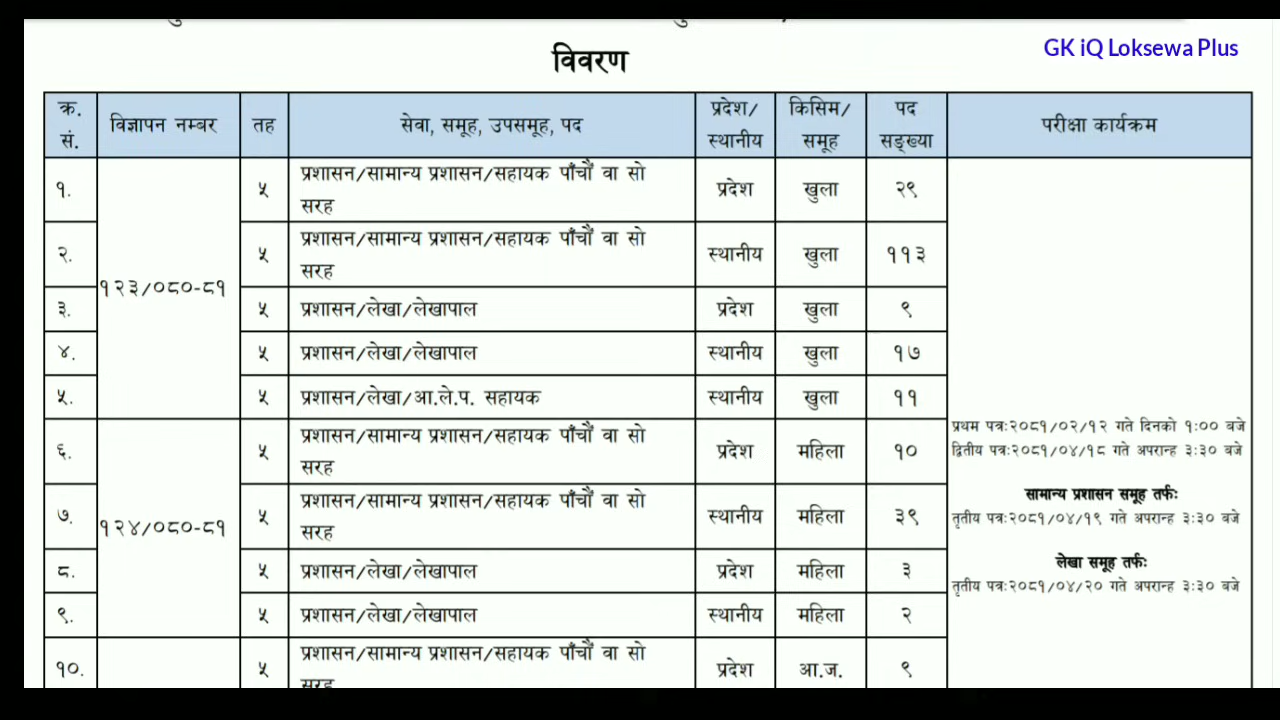 GK iQ Loksewa Plus
विवरण
क्र. सं. विज्ञापन नम्बर तह सेवा, समूह, उपसमूह, पद प्रदेश/ स्थानीय किसिम/ समूह पद सङ्ख्या परीक्षा कार्यक्रम
१. ५ प्रशासन/सामान्य प्रशासन/सहायक पाँचौं वा सो सरह प्रदेश खुला २९
२. ५ प्रशासन/सामान्य प्रशासन/सहायक पाँचौं वा सो सरह स्थानीय खुला ११३
१२३/०८०-८१
३. ५ प्रशासन/लेखा/लेखापाल प्रदेश खुला ९
४. ५ प्रशासन/लेखा/लेखापाल स्थानीय खुला १७
५. ५ प्रशासन/लेखा/आ.ले.प. सहायक स्थानीय खुला ११
६. ५ प्रशासन/सामान्य प्रशासन/सहायक पाँचौं वा सो सरह प्रदेश महिला १०
७. ५ प्रशासन/सामान्य प्रशासन/सहायक पाँचौं वा सो सरह स्थानीय महिला ३९
१२४/०८०-८१
८. ५ प्रशासन/लेखा/लेखापाल प्रदेश महिला ३
९. ५ प्रशासन/लेखा/लेखापाल स्थानीय महिला २
१०. ५ प्रशासन/सामान्य प्रशासन/सहायक पाँचौं वा सो सरह प्रदेश आ.ज. ९
प्रथम पत्र:२०८१/०२/१२ गते दिनको १:०० बजे
द्वितीय पत्र:२०८१/०४/१८ गते अपरान्ह ३:३० बजे
सामान्य प्रशासन समूह तर्फः
तृतीय पत्र:२०८१/०४/१९ गते अपरान्ह ३:३० बजे
लेखा समूह तर्फः
तृतीय पत्र:२०८१/०४/२० गते अपरान्ह ३:३० बजे